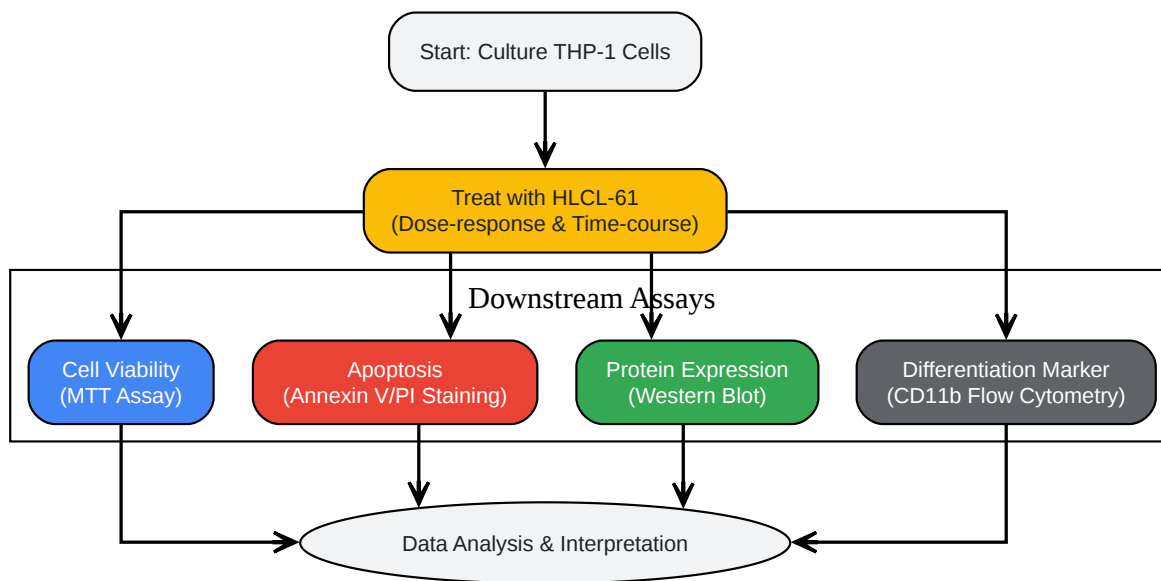 Start: Culture THP-1 Cells
Treat with HLCL-61
(Dose-response & Time-course)
Downstream Assays
Cell Viability
(MTT Assay)
Apoptosis
(Annexin V/PI Staining)
Protein Expression
(Western Blot)
Differentiation Marker
(CD11b Flow Cytometry)
Data Analysis & Interpretation